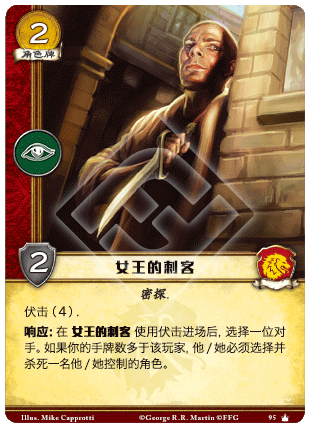 2
角色牌
2
女王的刺客
密探.
伏击（4）.
响应: 在 女王的刺客 使用伏击进场后, 选择一位对
手。如果你的手牌数多于该玩家, 他/她必须选择并
杀死一名他/她控制的角色。
Illus. Mike Capprotti ©George R.R. Martin ©FFG 95